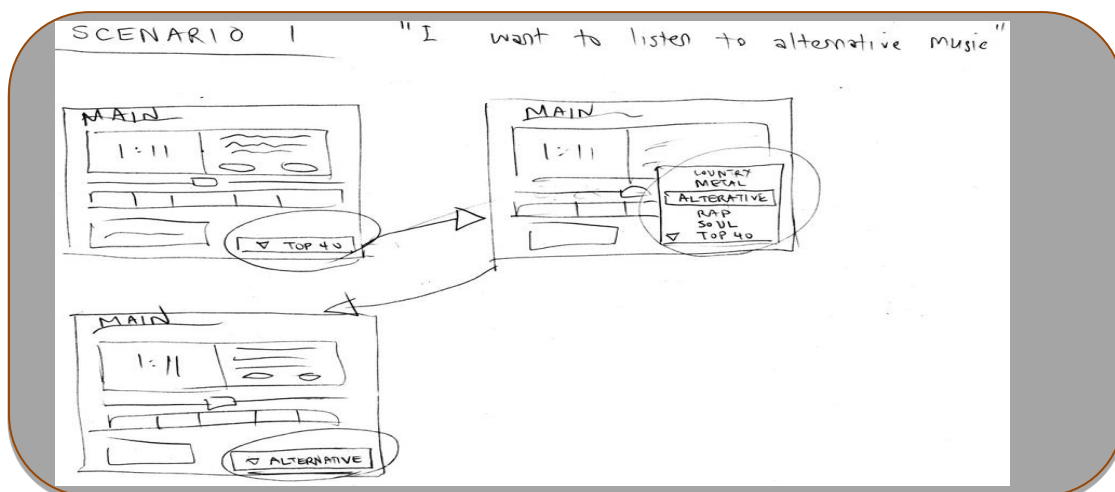 SCENARIO 1 "I want to listen to alternative music"
MAIN
1:11
▽ TOP 40
MAIN
1:11
COUNTRY
METAL
ALTERATIVE
RAP
SOUL
▽ TOP 40
MAIN
1:11
▽ ALTERNATIVE